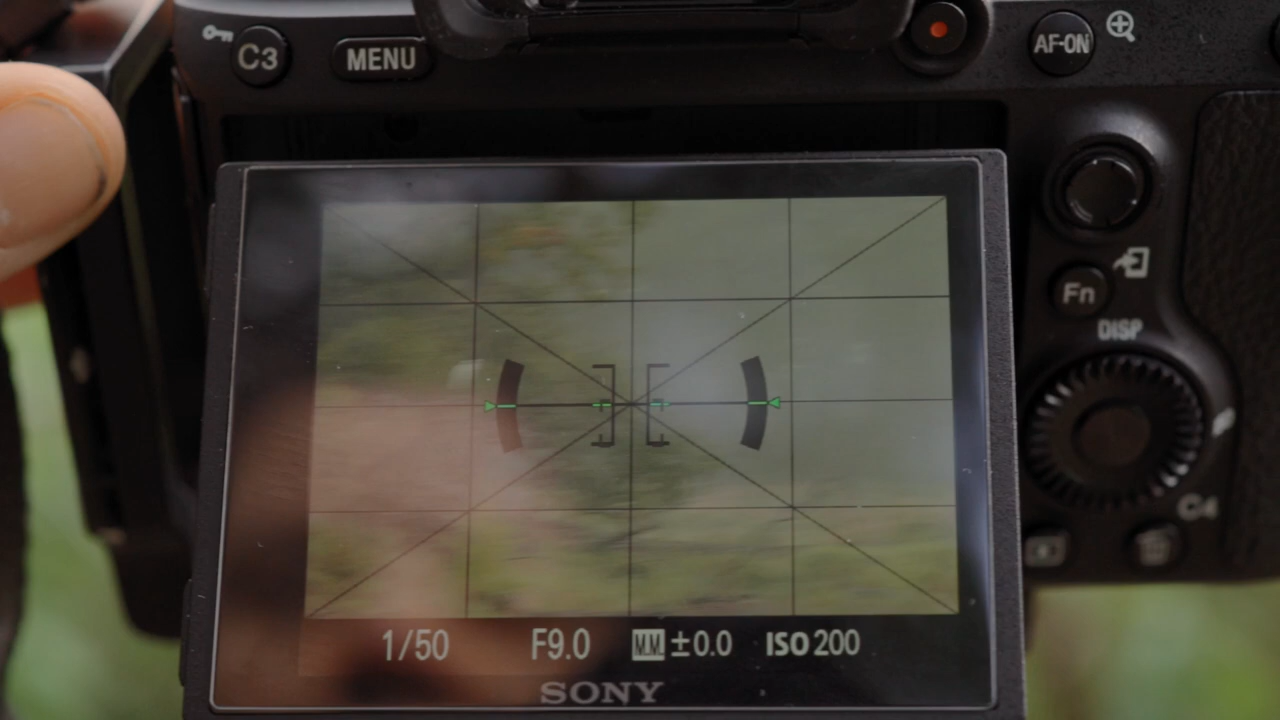 C3
MENU
AF-ON
Fn
DISP
C4
1/50 F9.0 M.M. ±0.0 ISO 200
SONY